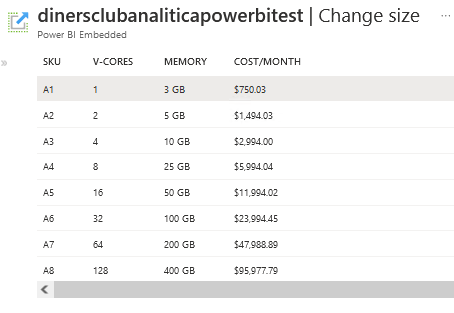 dinersclubanaliticapowerbitest | Change size ...
Power BI Embedded
»
SKU V-CORES MEMORY COST/MONTH
A1 1 3 GB $750.03
A2 2 5 GB $1,494.03
A3 4 10 GB $2,994.00
A4 8 25 GB $5,994.04
A5 16 50 GB $11,994.02
A6 32 100 GB $23,994.45
A7 64 200 GB $47,988.89
A8 128 400 GB $95,977.79